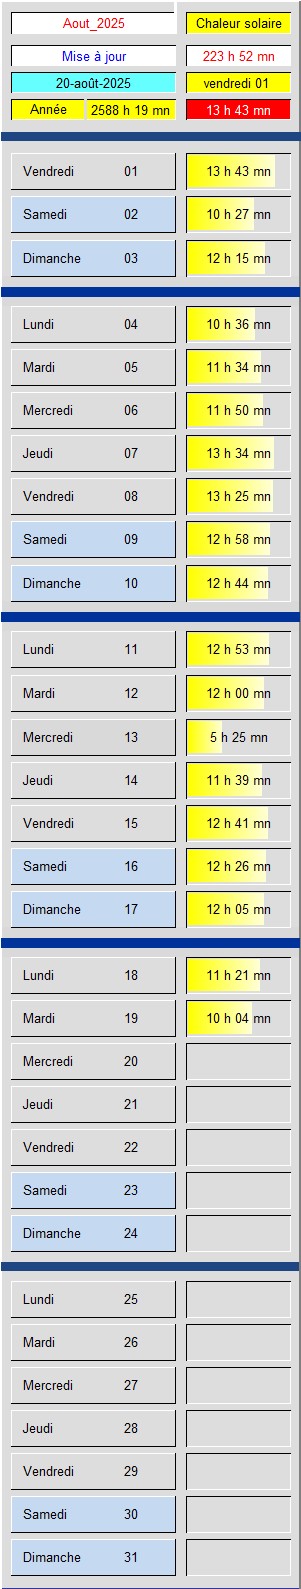 Aout_2025 Chaleur solaire
Mise à jour 223 h 52 mn
20-août-2025 vendredi 01
Année 2588 h 19 mn 13 h 43 mn
Vendredi 01 13 h 43 mn
Samedi 02 10 h 27 mn
Dimanche 03 12 h 15 mn
Lundi 04 10 h 36 mn
Mardi 05 11 h 34 mn
Mercredi 06 11 h 50 mn
Jeudi 07 13 h 34 mn
Vendredi 08 13 h 25 mn
Samedi 09 12 h 58 mn
Dimanche 10 12 h 44 mn
Lundi 11 12 h 53 mn
Mardi 12 12 h 00 mn
Mercredi 13 5 h 25 mn
Jeudi 14 11 h 39 mn
Vendredi 15 12 h 41 mn
Samedi 16 12 h 26 mn
Dimanche 17 12 h 05 mn
Lundi 18 11 h 21 mn
Mardi 19 10 h 04 mn
Mercredi 20
Jeudi 21
Vendredi 22
Samedi 23
Dimanche 24
Lundi 25
Mardi 26
Mercredi 27
Jeudi 28
Vendredi 29
Samedi 30
Dimanche 31